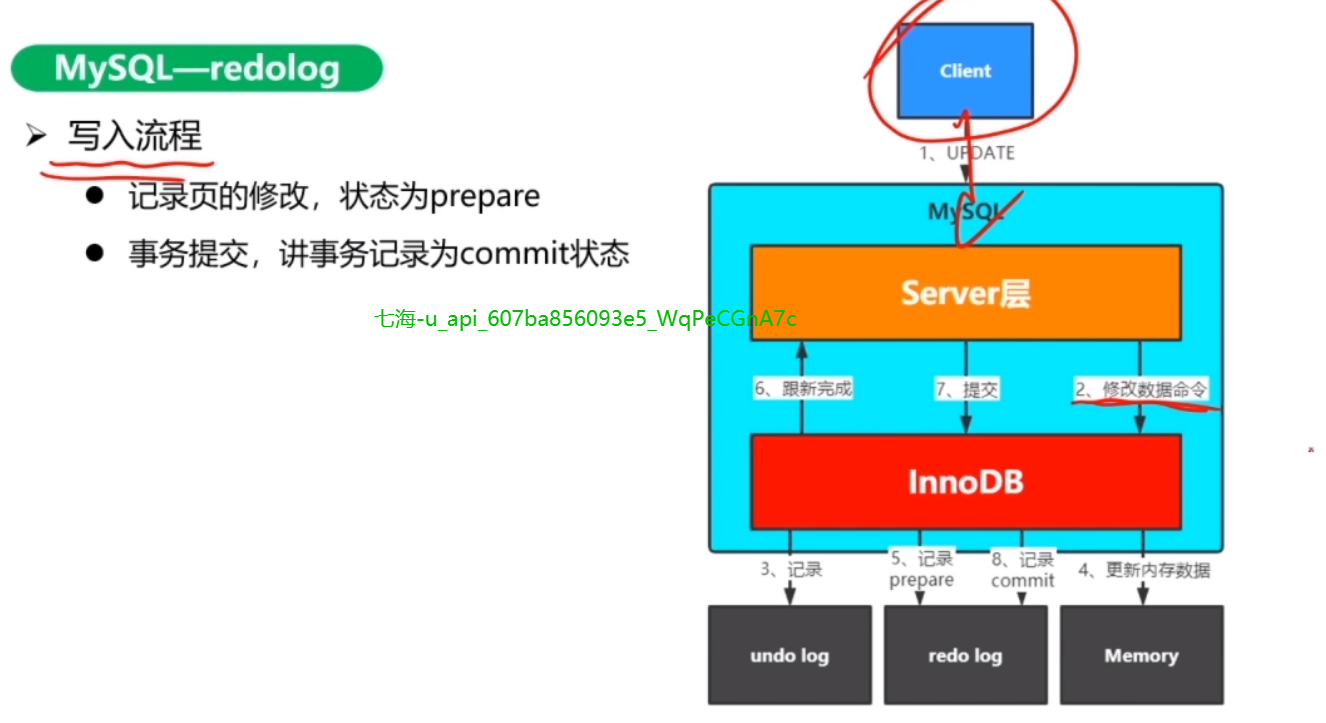 MySQL—redolog
写入流程
记录页的修改，状态为prepare
事务提交，讲事务记录为commit状态
七海-u_api_607ba856093e5_WqPeCGnA7c
Client
1、UPDATE
MySQL
Server层
6、跟新完成
7、提交
2、修改数据命令
InnoDB
3、记录
5、记录
prepare
8、记录
commit
4、更新内存数据
undo log
redo log
Memory